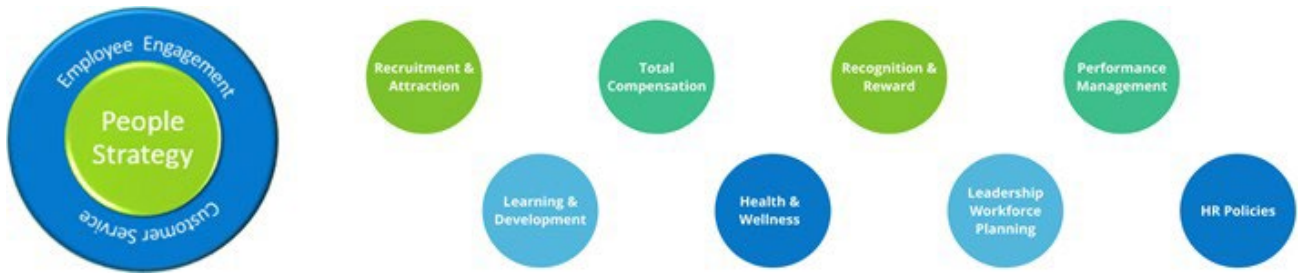 Employee Engagement
People
Strategy
Customer Service
Recruitment &
Attraction
Total
Compensation
Recognition &
Reward
Performance
Management
Learning &
Development
Health &
Wellness
Leadership
Workforce
Planning
HR Policies